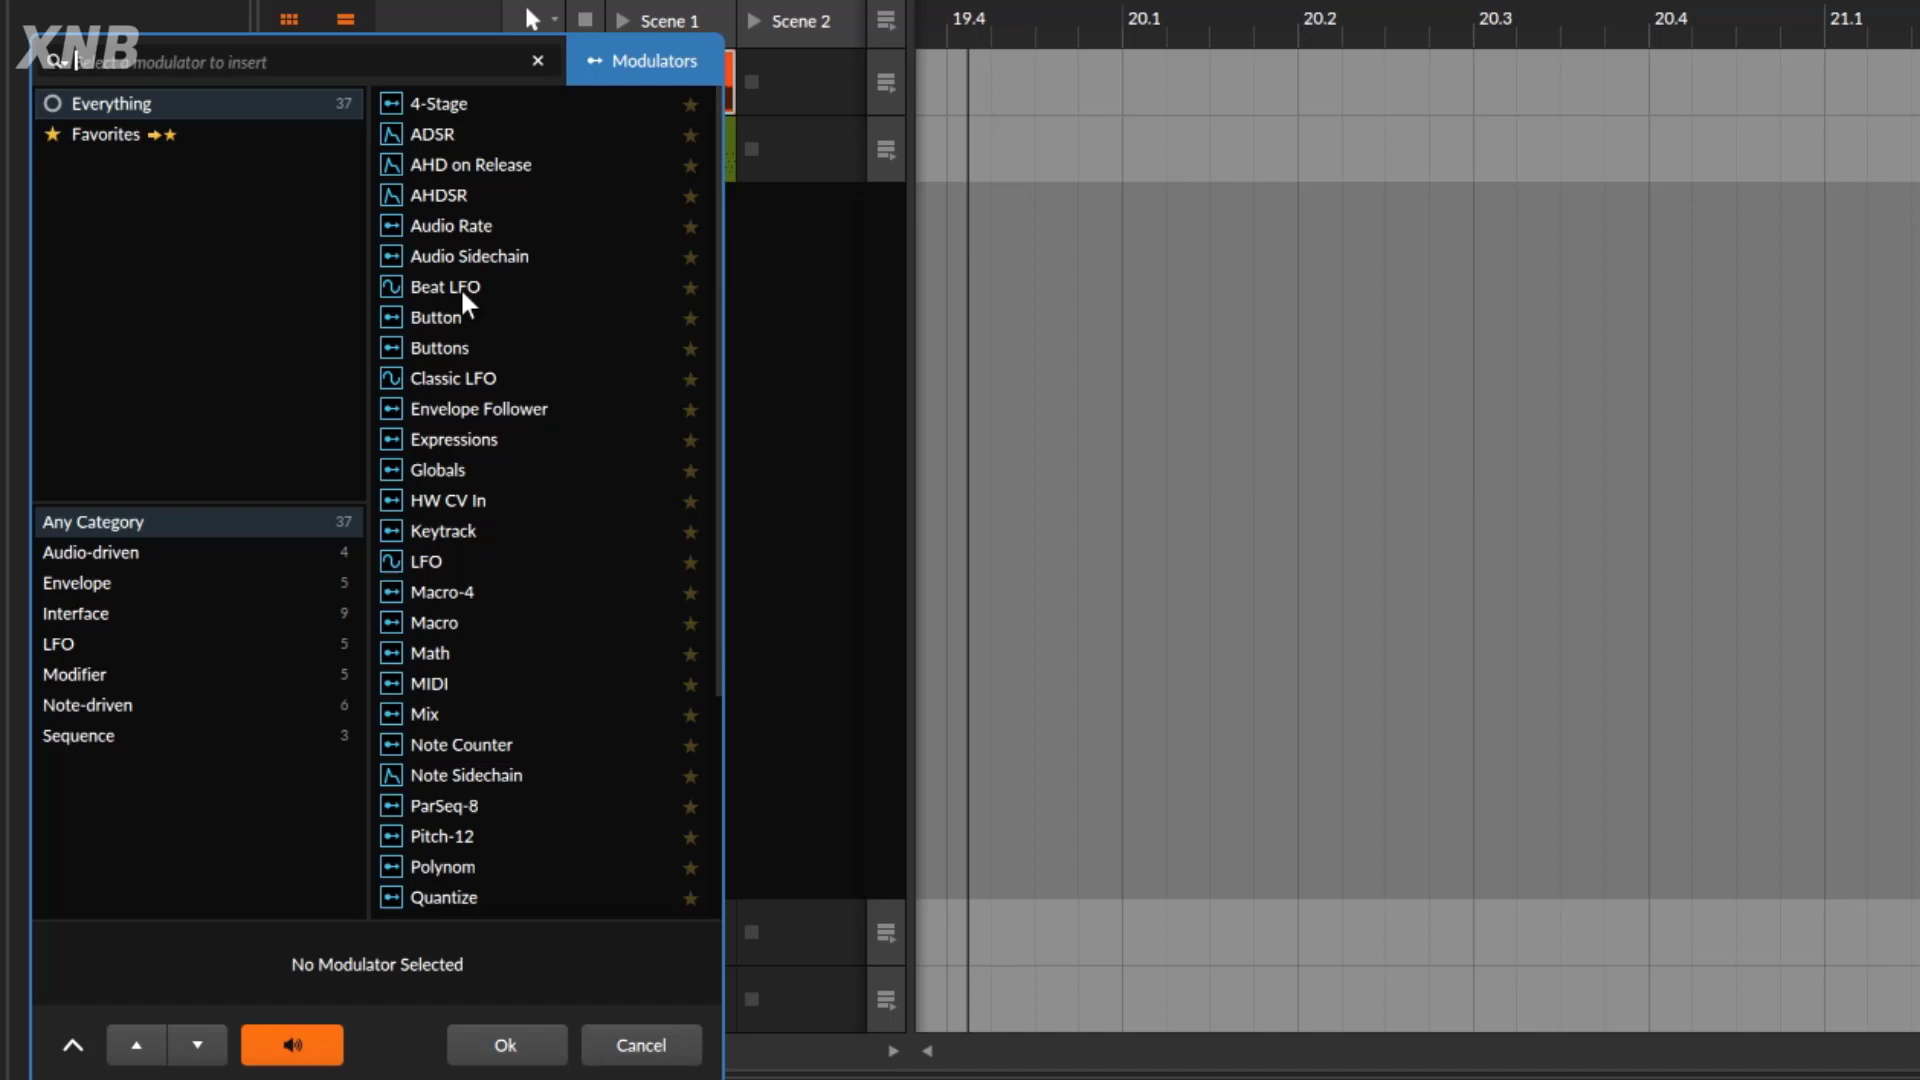 XNB
Scene 1
Scene 2
19.4
20.1
20.2
20.3
20.4
21.1
Select a modulator to insert
Modulators
Everything 37
Favorites
Any Category 37
Audio-driven 4
Envelope 5
Interface 9
LFO 5
Modifier 5
Note-driven 6
Sequence 3
4-Stage
ADSR
AHD on Release
AHDSR
Audio Rate
Audio Sidechain
Beat LFO
Button
Buttons
Classic LFO
Envelope Follower
Expressions
Globals
HW CV In
Keytrack
LFO
Macro-4
Macro
Math
MIDI
Mix
Note Counter
Note Sidechain
ParSeq-8
Pitch-12
Polynom
Quantize
No Modulator Selected
Ok
Cancel